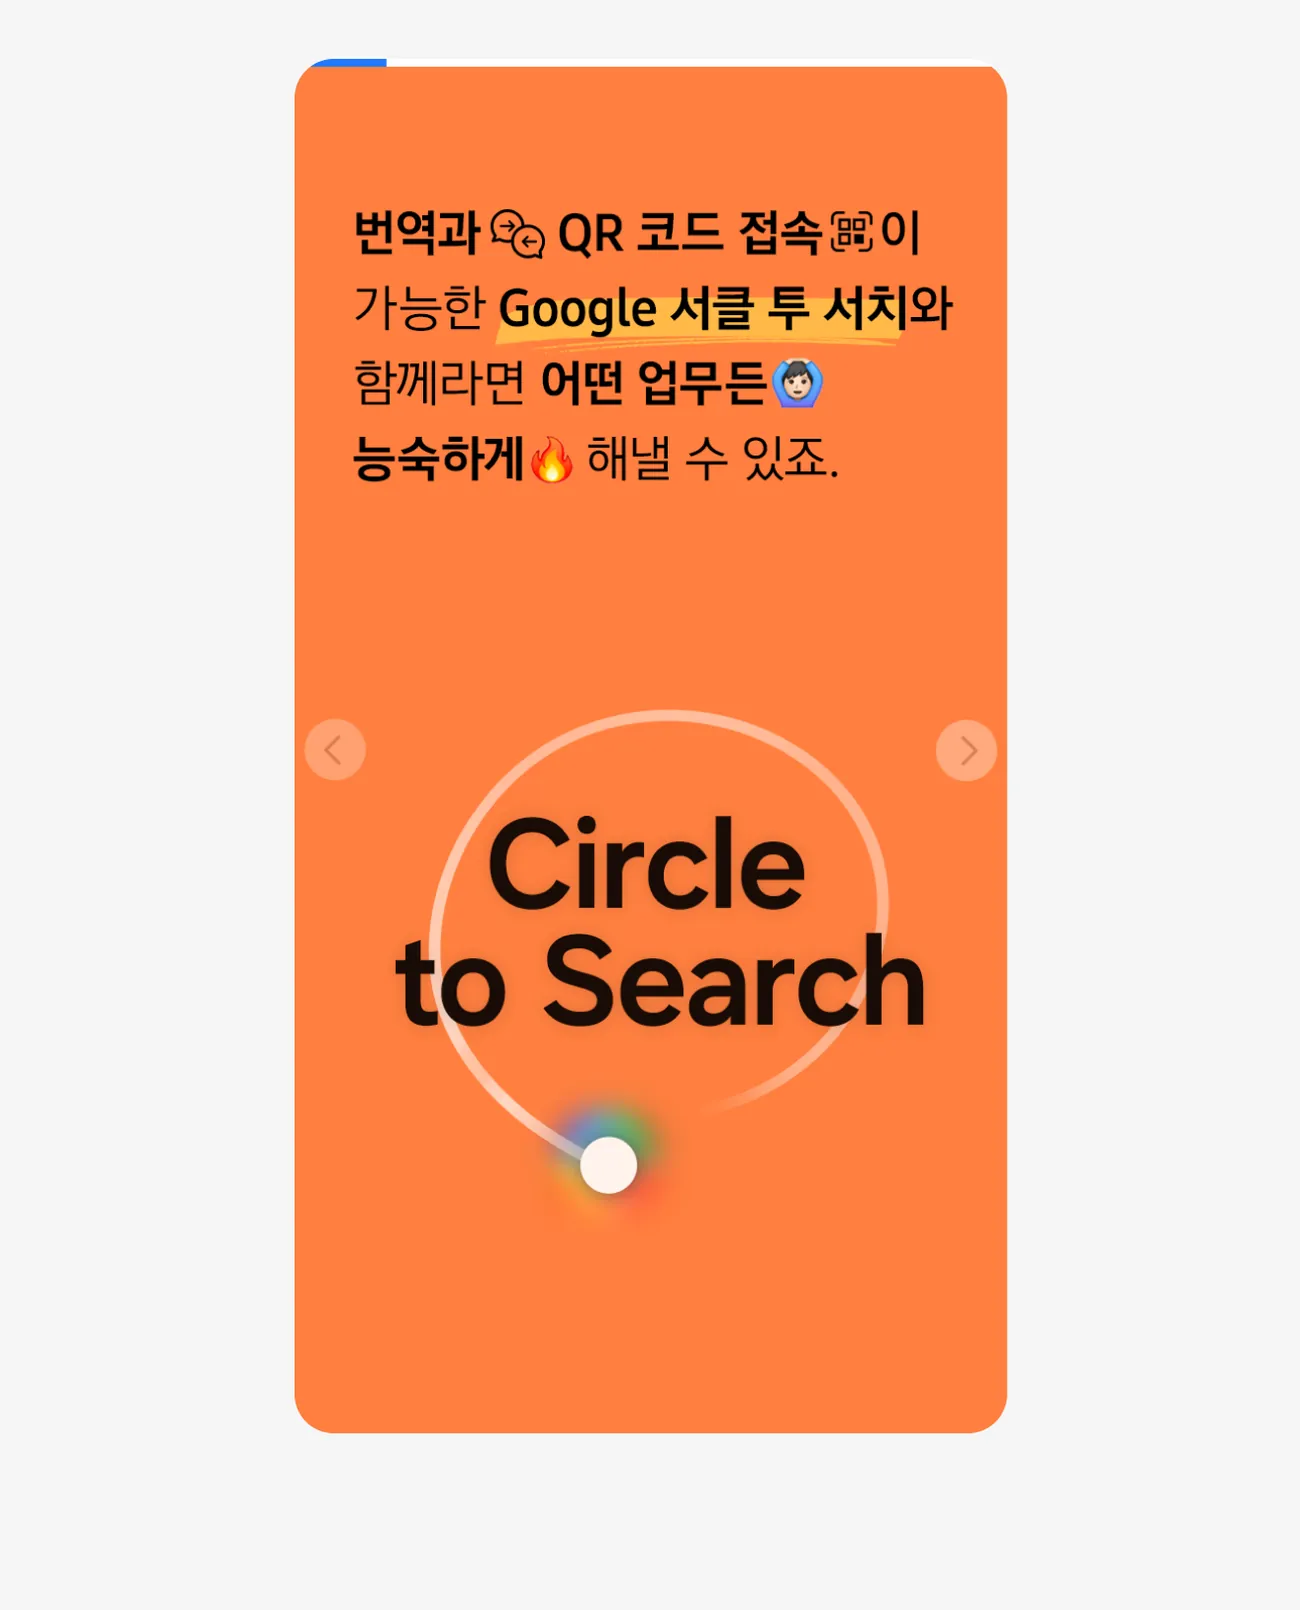 번역과 QR 코드 접속이
가능한 Google 서클 투 서치와
함께라면 어떤 업무든🙆🏻‍♂️
능숙하게🔥 해낼 수 있죠.
Circle
to Search